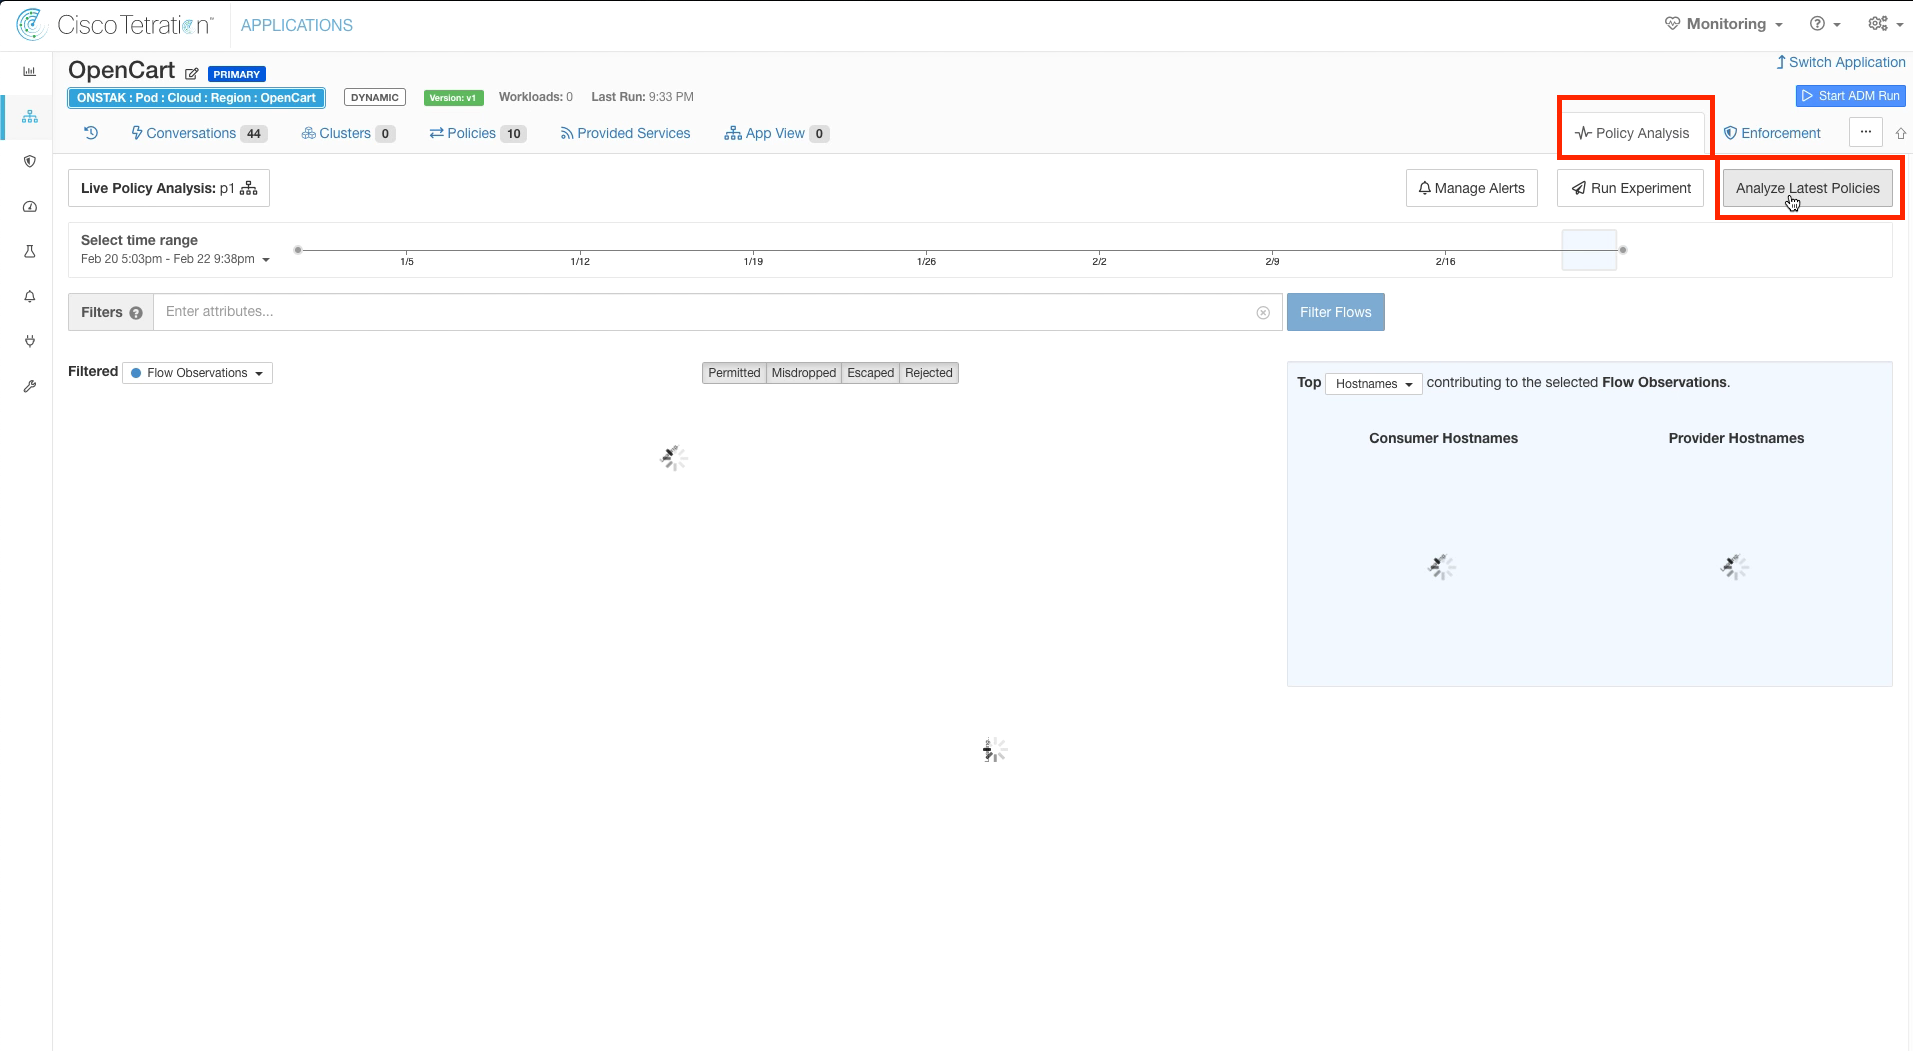 Cisco Tetration™ APPLICATIONS Monitoring
OpenCart PRIMARY Switch Application
ONSTAK : Pod : Cloud : Region : OpenCart DYNAMIC Version: v1 Workloads: 0 Last Run: 9:33 PM Start ADM Run
Conversations 44 Clusters 0 Policies 10 Provided Services App View 0 Policy Analysis Enforcement ...
Live Policy Analysis: p1 Manage Alerts Run Experiment Analyze Latest Policies
Select time range
Feb 20 5:03pm - Feb 22 9:38pm
1/5 1/12 1/19 1/26 2/2 2/9 2/16
Filters ? Enter attributes... Filter Flows
Filtered Flow Observations Permitted Misdropped Escaped Rejected
Top Hostnames contributing to the selected Flow Observations.
Consumer Hostnames Provider Hostnames